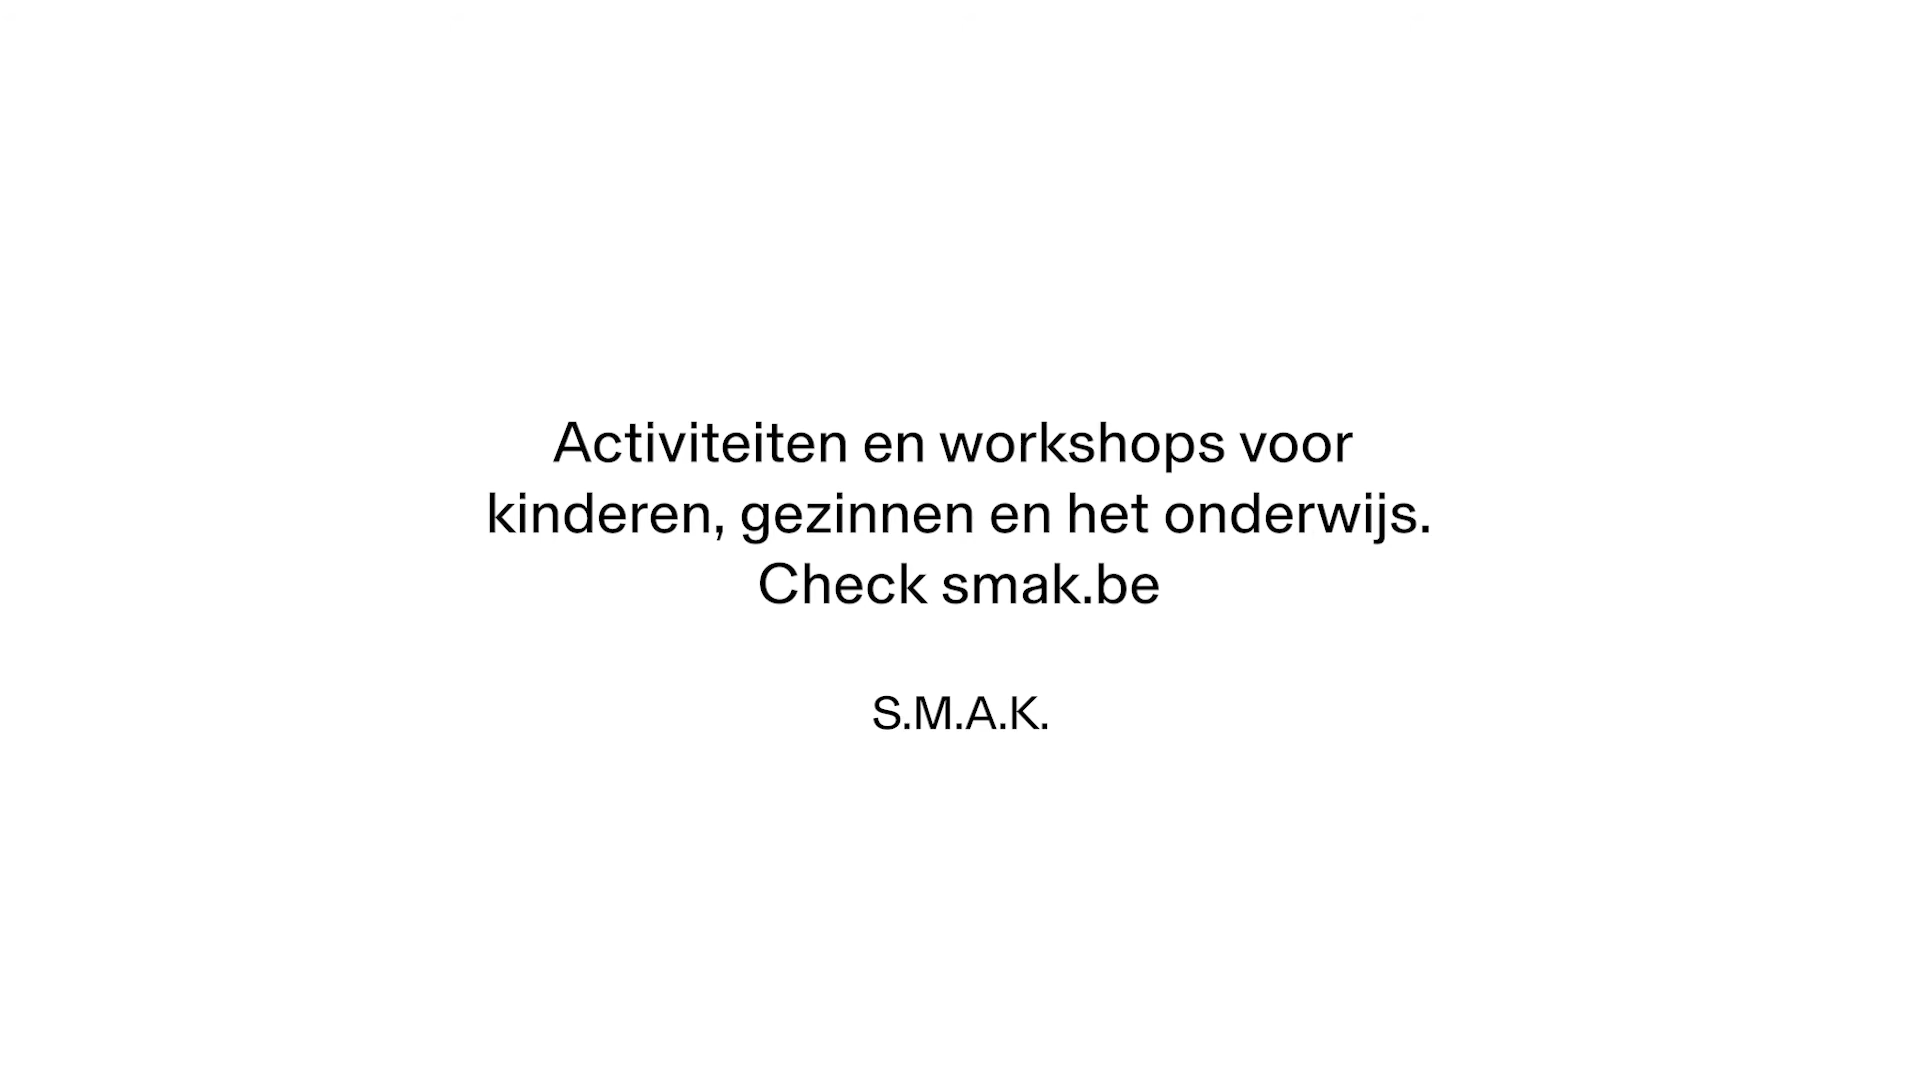 Activiteiten en workshops voor
kinderen, gezinnen en het onderwijs.
Check smak.be
S.M.A.K.